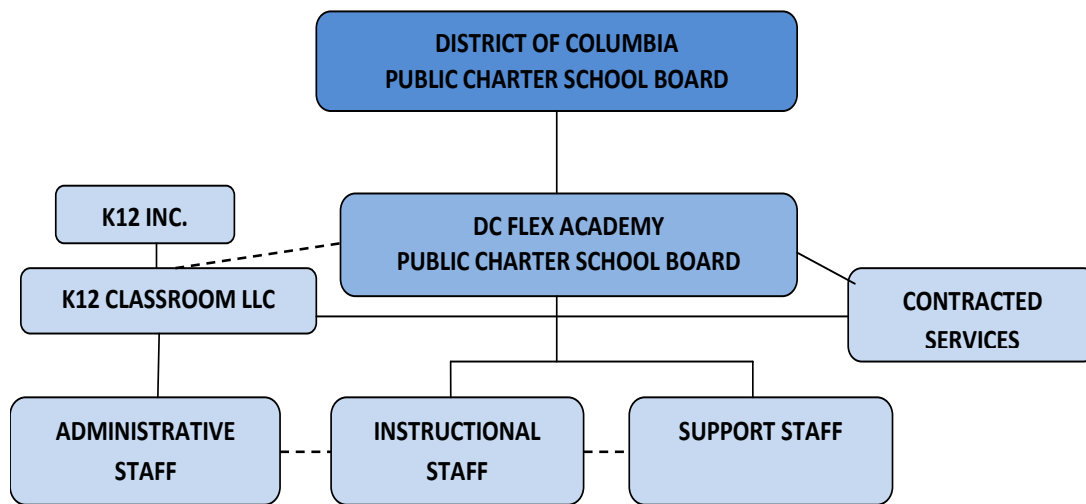 DISTRICT OF COLUMBIA
PUBLIC CHARTER SCHOOL BOARD
K12 INC.
DC FLEX ACADEMY
PUBLIC CHARTER SCHOOL BOARD
K12 CLASSROOM LLC
CONTRACTED
SERVICES
ADMINISTRATIVE
STAFF
INSTRUCTIONAL
STAFF
SUPPORT STAFF